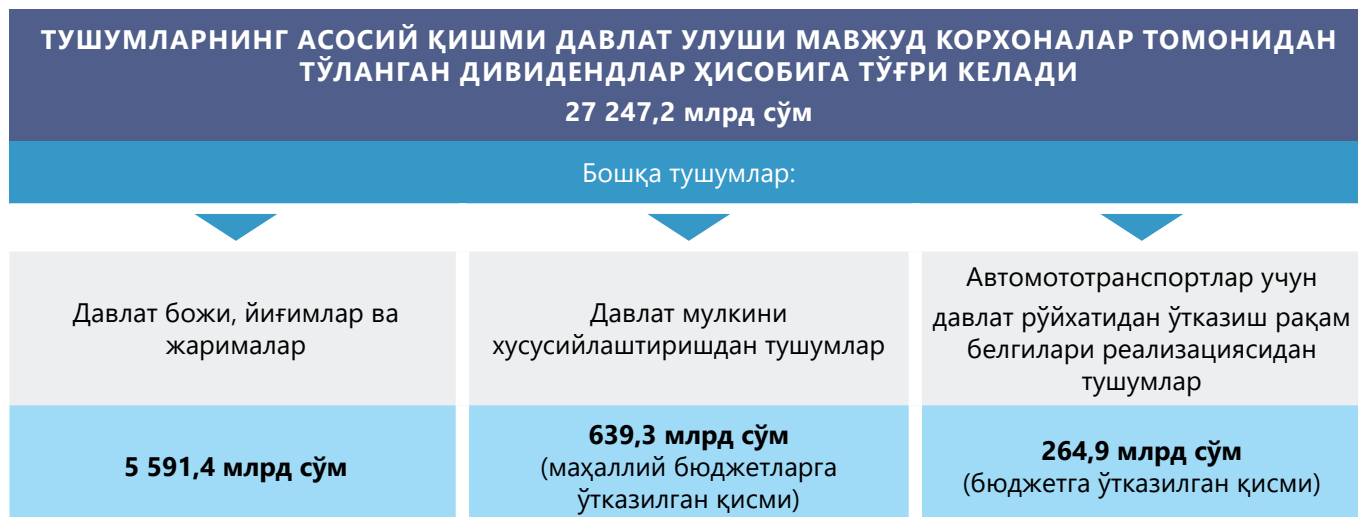 ТУШУМЛАРНИНГ АСОСИЙ ҚИШМИ ДАВЛАТ УЛУШИ МАВЖУД КОРХОНАЛАР ТОМОНИДАН
ТЎЛАНГАН ДИВИДЕНДЛАР ҲИСОБИГА ТЎҒРИ КЕЛАДИ
27 247,2 млрд сўм
Бошқа тушумлар:
Давлат божи, йиғимлар ва
жарималар
5 591,4 млрд сўм
Давлат мулкини
хусусийлаштиришдан тушумлар
639,3 млрд сўм
(маҳаллий бюджетларга
ўтказилган қисми)
Автомототранспортлар учун
давлат рўйхатидан ўтказиш рақам
белгилари реализациясидан
тушумлар
264,9 млрд сўм
(бюджетга ўтказилган қисми)